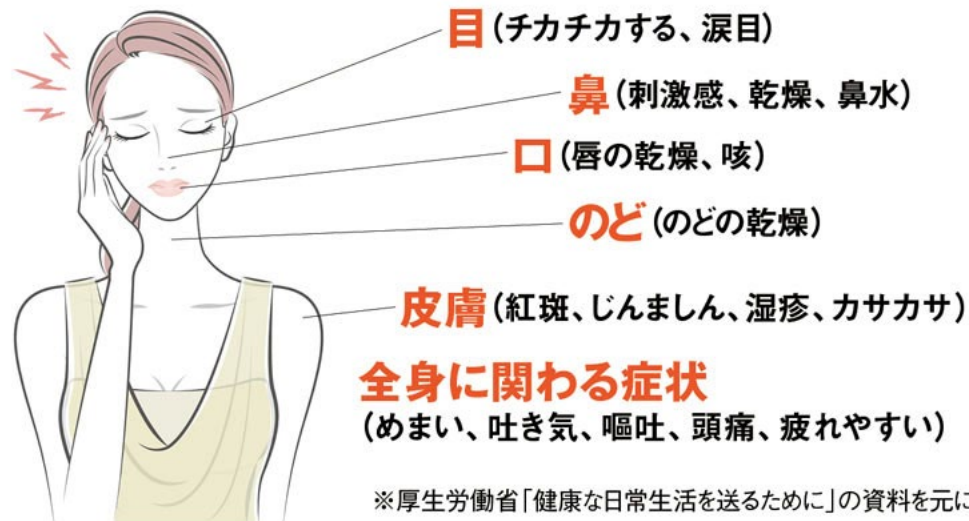 目(チカチカする、涙目)
鼻(刺激感、乾燥、鼻水)
口(唇の乾燥、咳)
のど(のどの乾燥)
皮膚(紅斑、じんましん、湿疹、カサカサ)
全身に関わる症状
(めまい、吐き気、嘔吐、頭痛、疲れやすい)
※厚生労働省「健康な日常生活を送るために」の資料を元に